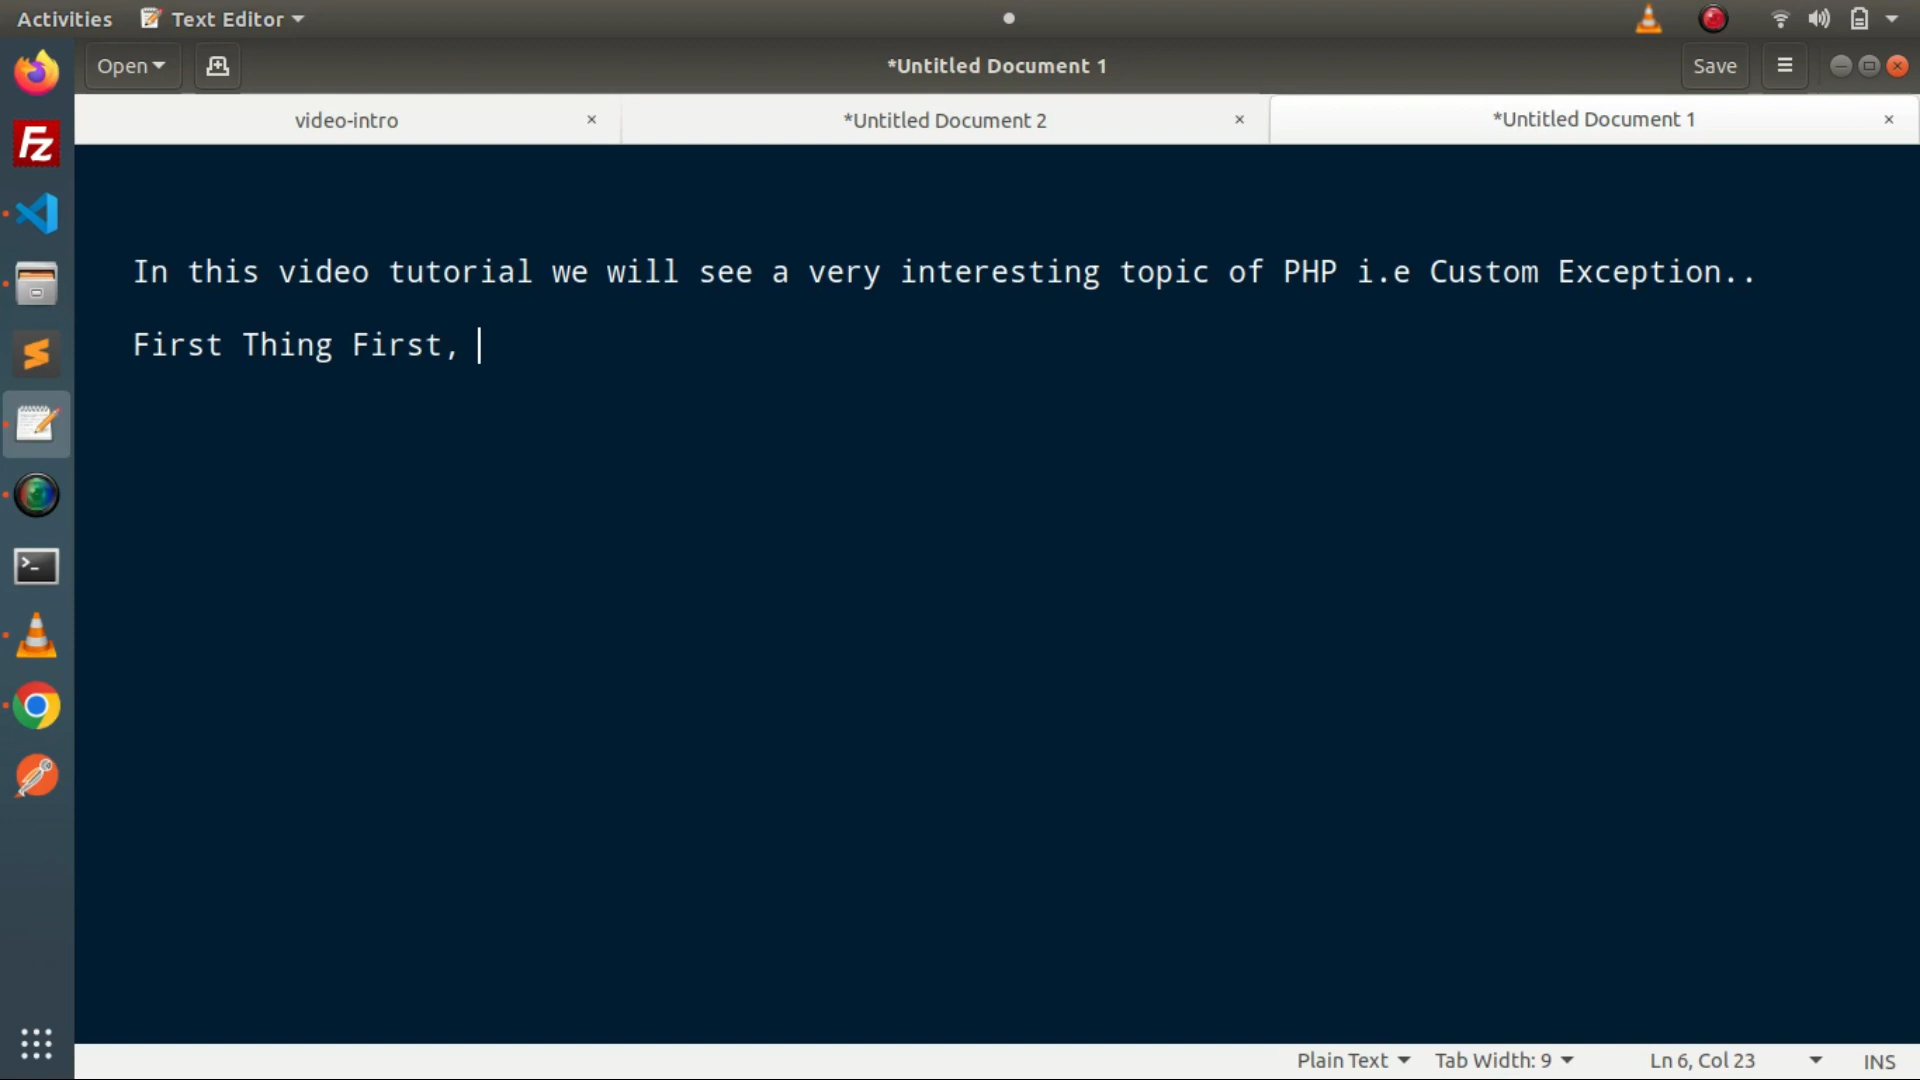 Activities Text Editor
Open *Untitled Document 1 Save
video-intro × *Untitled Document 2 × *Untitled Document 1 ×
In this video tutorial we will see a very interesting topic of PHP i.e Custom Exception..
First Thing First,
Plain Text Tab Width: 9 Ln 6, Col 23 INS